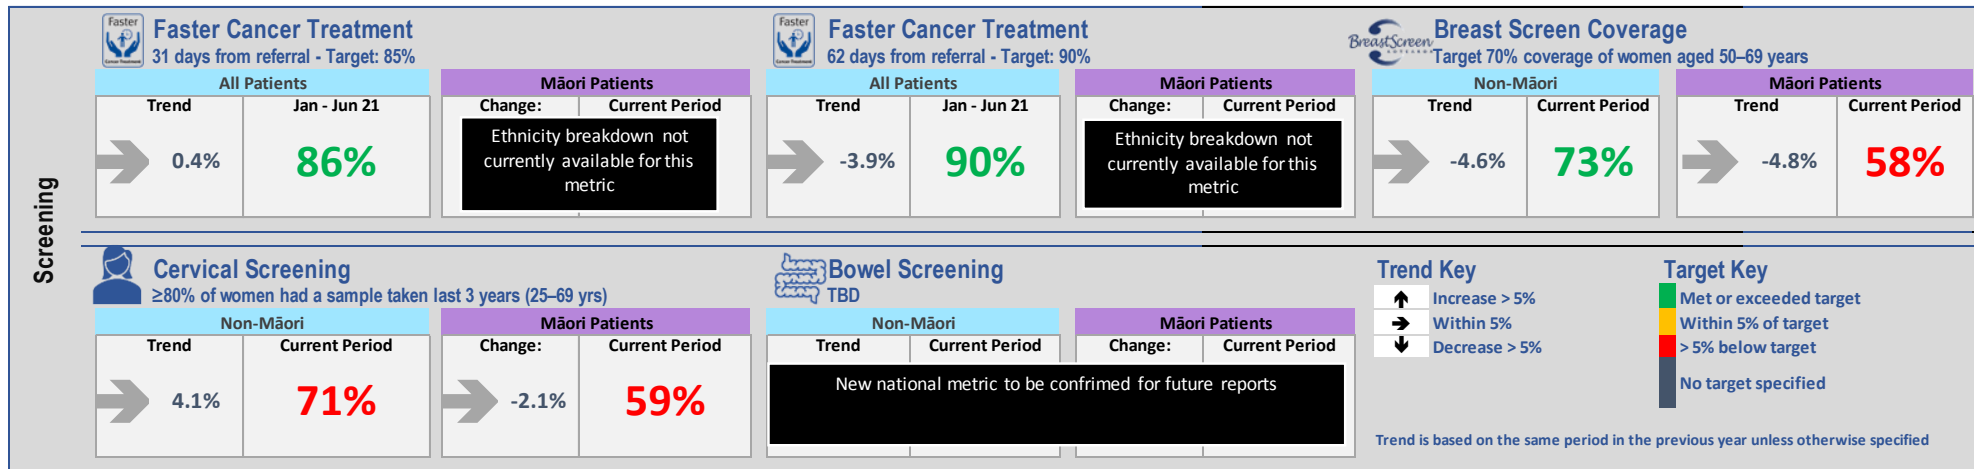 Screening
Faster
Faster Cancer Treatment
31 days from referral - Target: 85%
All Patients
Māori Patients
Trend
Jan - Jun 21
Change:
Current Period
0.4%
86%
Ethnicity breakdown not
currently available for this
metric
Faster
Faster Cancer Treatment
62 days from referral - Target: 90%
All Patients
Māori Patients
Trend
Jan - Jun 21
Change:
Current Period
-3.9%
90%
Ethnicity breakdown not
currently available for this
metric
BreastScreen
AOTEAROA
Breast Screen Coverage
Target 70% coverage of women aged 50–69 years
Non-Māori
Māori Patients
Trend
Current Period
Trend
Current Period
-4.6%
73%
-4.8%
58%
Cervical Screening
≥80% of women had a sample taken last 3 years (25–69 yrs)
Non-Māori
Māori Patients
Trend
Current Period
Change:
Current Period
4.1%
71%
-2.1%
59%
Bowel Screening
TBD
Non-Māori
Māori Patients
Trend
Current Period
Change:
Current Period
New national metric to be confrimed for future reports
Trend Key
Increase > 5%
Within 5%
Decrease > 5%
Target Key
Met or exceeded target
Within 5% of target
> 5% below target
No target specified
Trend is based on the same period in the previous year unless otherwise specified